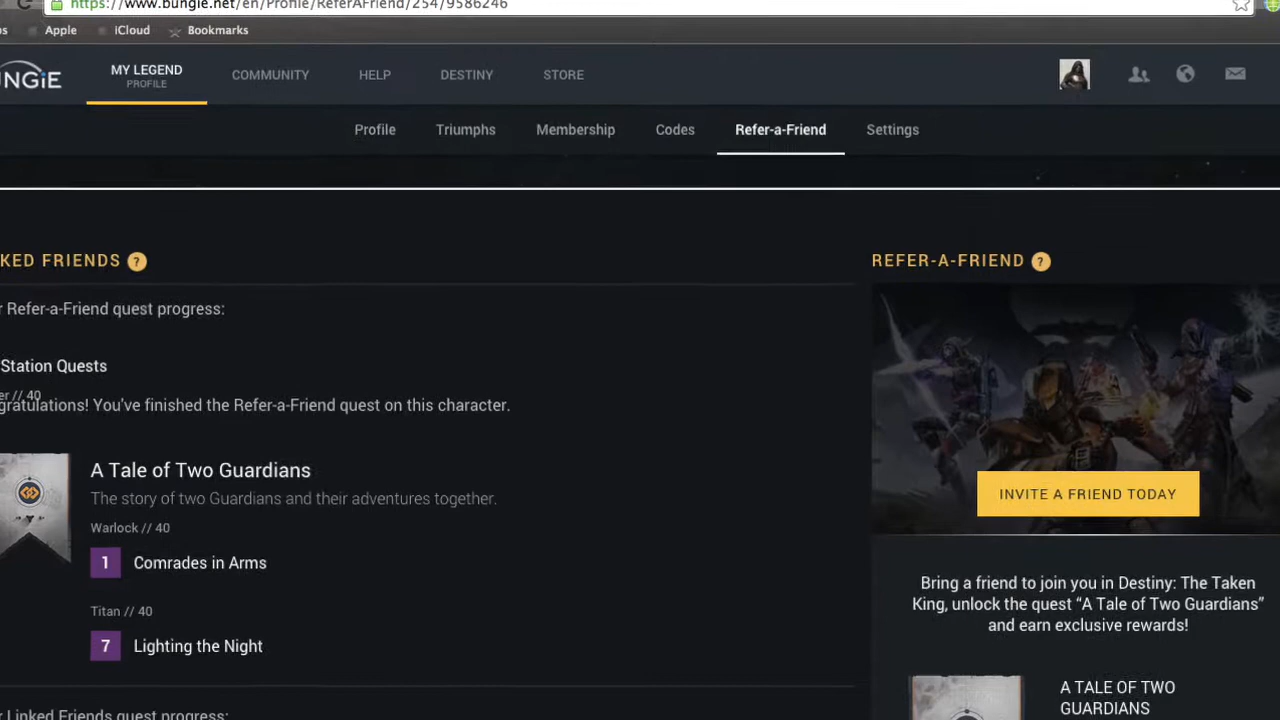 https://www.bungie.net/en/Profile/ReferAFriend/254/9586246
Apple iCloud Bookmarks
NGiE
MY LEGEND
PROFILE
COMMUNITY HELP DESTINY STORE
Profile Triumphs Membership Codes Refer-a-Friend Settings
KED FRIENDS ?
Refer-a-Friend quest progress:
Station Quests
er // 40
gratulations! You've finished the Refer-a-Friend quest on this character.
A Tale of Two Guardians
The story of two Guardians and their adventures together.
Warlock // 40
1 Comrades in Arms
Titan // 40
7 Lighting the Night
Linked Friends quest progress:
REFER-A-FRIEND ?
INVITE A FRIEND TODAY
Bring a friend to join you in Destiny: The Taken
King, unlock the quest “A Tale of Two Guardians”
and earn exclusive rewards!
A TALE OF TWO
GUARDIANS